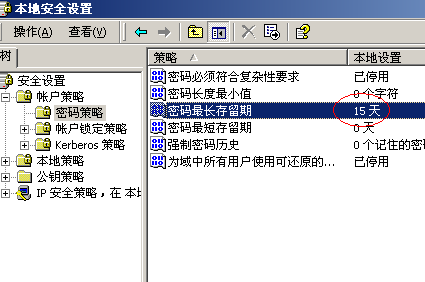 本地安全设置
操作(A) 查看(V)
树
安全设置
帐户策略
密码策略
帐户锁定策略
Kerberos 策略
本地策略
公钥策略
IP 安全策略，在 本地
策略 本地设置
密码必须符合复杂性要求 已停用
密码长度最小值 0 个字符
密码最长存留期 15 天
密码最短存留期 0 天
强制密码历史 0 个记住的密
为域中所有用户使用可还原的... 已停用